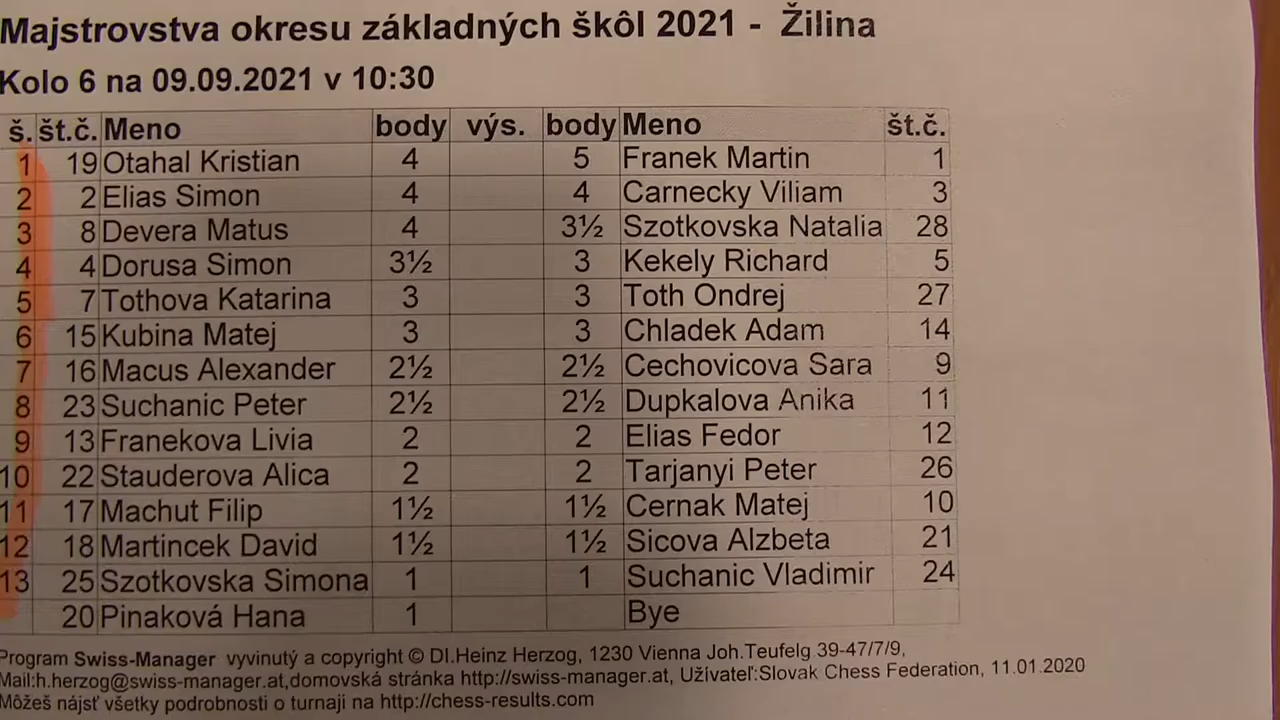 Majstrovstva okresu základných škôl 2021 - Žilina
Kolo 6 na 09.09.2021 v 10:30
š. št.č. Meno body výs. body Meno št.č.
1 19 Otahal Kristian 4 5 Franek Martin 1
2 2 Elias Simon 4 4 Carnecky Viliam 3
3 8 Devera Matus 4 3½ Szotkovska Natalia 28
4 4 Dorusa Simon 3½ 3 Kekely Richard 5
5 7 Tothova Katarina 3 3 Toth Ondrej 27
6 15 Kubina Matej 3 3 Chladek Adam 14
7 16 Macus Alexander 2½ 2½ Cechovicova Sara 9
8 23 Suchanic Peter 2½ 2½ Dupkalova Anika 11
9 13 Franekova Livia 2 2 Elias Fedor 12
10 22 Stauderova Alica 2 2 Tarjanyi Peter 26
11 17 Machut Filip 1½ 1½ Cernak Matej 10
12 18 Martincek David 1½ 1½ Sicova Alzbeta 21
13 25 Szotkovska Simona 1 1 Suchanic Vladimir 24
20 Pinaková Hana 1 Bye
Program Swiss-Manager vyvinutý a copyright © DI.Heinz Herzog, 1230 Vienna Joh.Teufelg 39-47/7/9,
Mail:h.herzog@swiss-manager.at,domovská stránka http://swiss-manager.at, Užívateľ:Slovak Chess Federation, 11.01.2020
Môžeš nájsť všetky podrobnosti o turnaji na http://chess-results.com